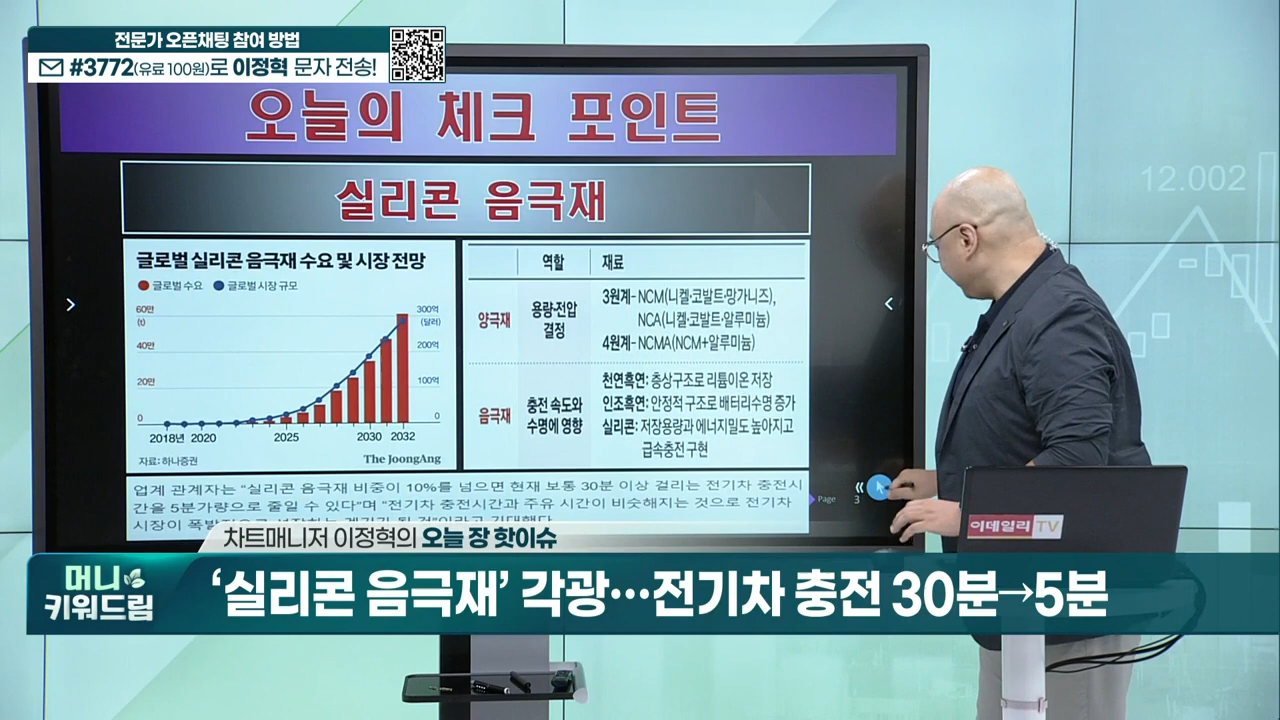 전문가 오픈채팅 참여 방법
#3772(유료 100원)로 이정혁 문자 전송!
오늘의 체크 포인트
실리콘 음극재
글로벌 실리콘 음극재 수요 및 시장 전망
글로벌 수요 글로벌 시장 규모
60만 300억
(t) (달러)
40만 200억
20만 100억
0 0
2018년 2020 2025 2030 2032
자료: 하나증권 The JoongAng
역할 재료
양극재 용량·전압 결정
3원계- NCM(니켈·코발트·망가니즈),
NCA(니켈·코발트·알루미늄)
4원계- NCMA(NCM+알루미늄)
음극재 충전 속도와 수명에 영향
천연흑연: 층상구조로 리튬이온 저장
인조흑연: 안정적 구조로 배터리수명 증가
실리콘: 저장용량과 에너지밀도 높아지고
급속충전 구현
업계 관계자는 "실리콘 음극재 비중이 10%를 넘으면 현재 보통 30분 이상 걸리는 전기차 충전시
간을 5분가량으로 줄일 수 있다"며 "전기차 충전시간과 주유 시간이 비슷해지는 것으로 전기차
시장이
Page 3
12.002
이데일리TV
차트매니저 이정혁의 오늘 장 핫이슈
머니
키워드림
'실리콘 음극재' 각광…전기차 충전 30분→5분